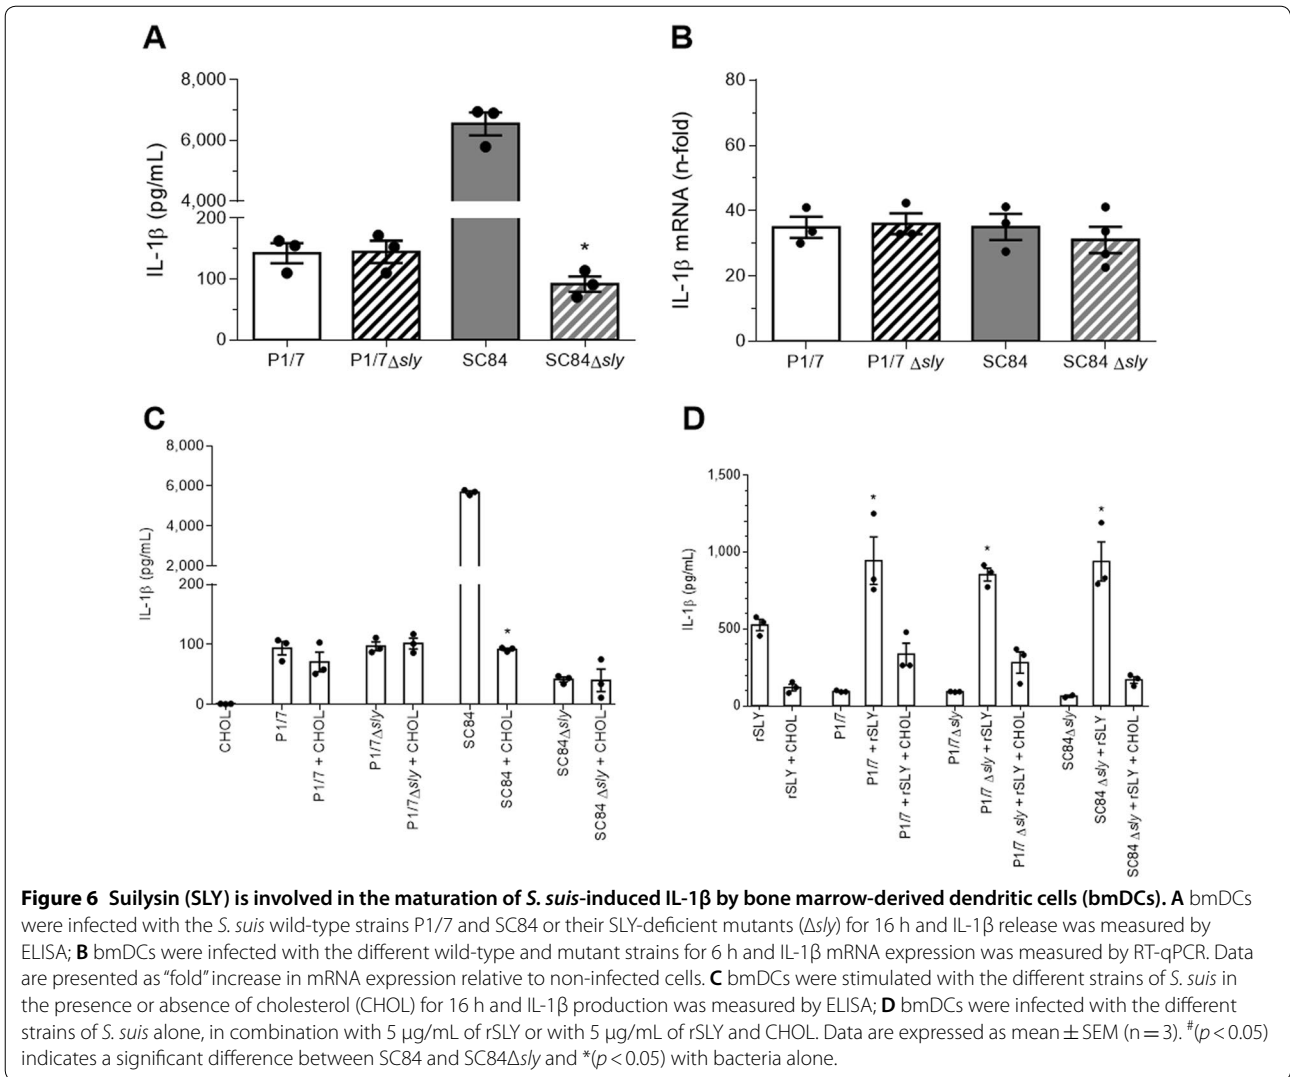 A
IL-1β (pg/mL)
8,000
6,000
4,000
200
100
0
*
P1/7
P1/7Δsly
SC84
SC84Δsly
B
IL-1β mRNA (n-fold)
80
60
40
20
0
P1/7
P1/7 Δsly
SC84
SC84 Δsly
C
IL-1β (pg/mL)
8,000
6,000
4,000
2,000
200
100
0
*
CHOL
P1/7
P1/7 + CHOL
P1/7Δsly
P1/7Δsly + CHOL
SC84
SC84 + CHOL
SC84Δsly
SC84 Δsly + CHOL
D
IL-1β (pg/mL)
1,500
1,000
500
0
*
*
*
rSLY
rSLY + CHOL
P1/7
P1/7 + rSLY
P1/7 + rSLY + CHOL
P1/7 Δsly
P1/7 Δsly + rSLY
P1/7 Δsly + rSLY + CHOL
SC84Δsly
SC84 Δsly + rSLY
SC84 Δsly + rSLY + CHOL
Figure 6 Suilysin (SLY) is involved in the maturation of S. suis-induced IL-1β by bone marrow-derived dendritic cells (bmDCs). A bmDCs
were infected with the S. suis wild-type strains P1/7 and SC84 or their SLY-deficient mutants (Δsly) for 16 h and IL-1β release was measured by
ELISA; B bmDCs were infected with the different wild-type and mutant strains for 6 h and IL-1β mRNA expression was measured by RT-qPCR. Data
are presented as “fold” increase in mRNA expression relative to non-infected cells. C bmDCs were stimulated with the different strains of S. suis in
the presence or absence of cholesterol (CHOL) for 16 h and IL-1β production was measured by ELISA; D bmDCs were infected with the different
strains of S. suis alone, in combination with 5 µg/mL of rSLY or with 5 µg/mL of rSLY and CHOL. Data are expressed as mean ± SEM (n = 3). #(p < 0.05)
indicates a significant difference between SC84 and SC84Δsly and *(p < 0.05) with bacteria alone.